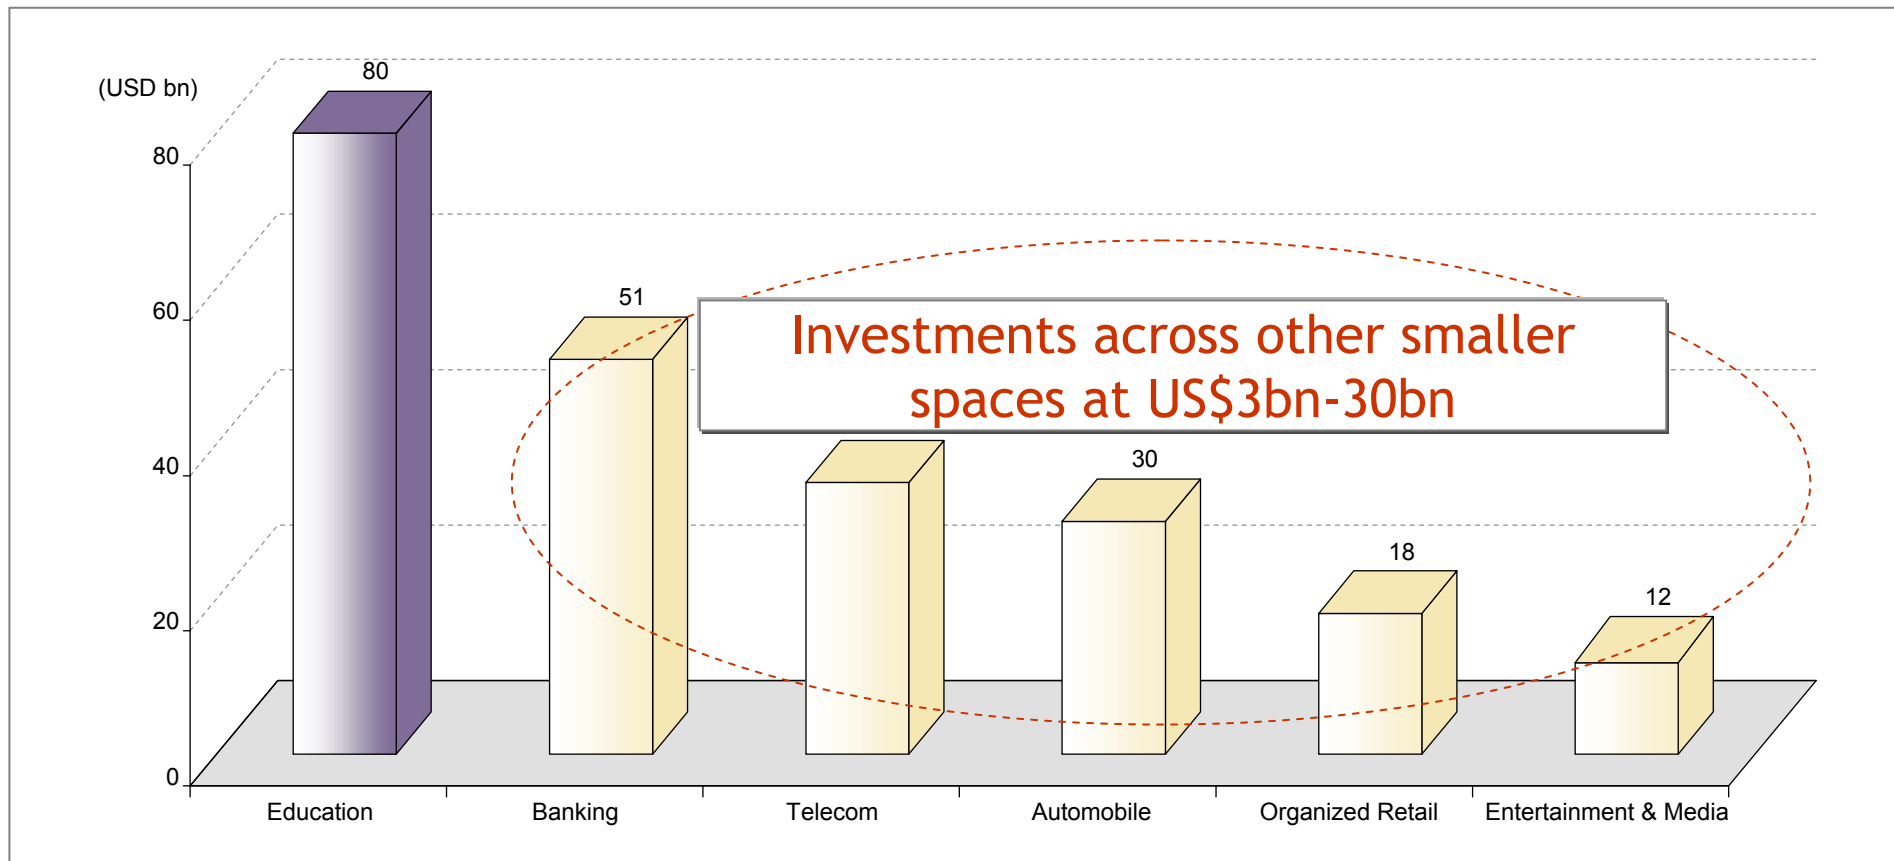 (USD bn)
80
80
60
51
Investments across other smaller
spaces at US$3bn-30bn
40
30
20
18
12
0
Education
Banking
Telecom
Automobile
Organized Retail
Entertainment & Media